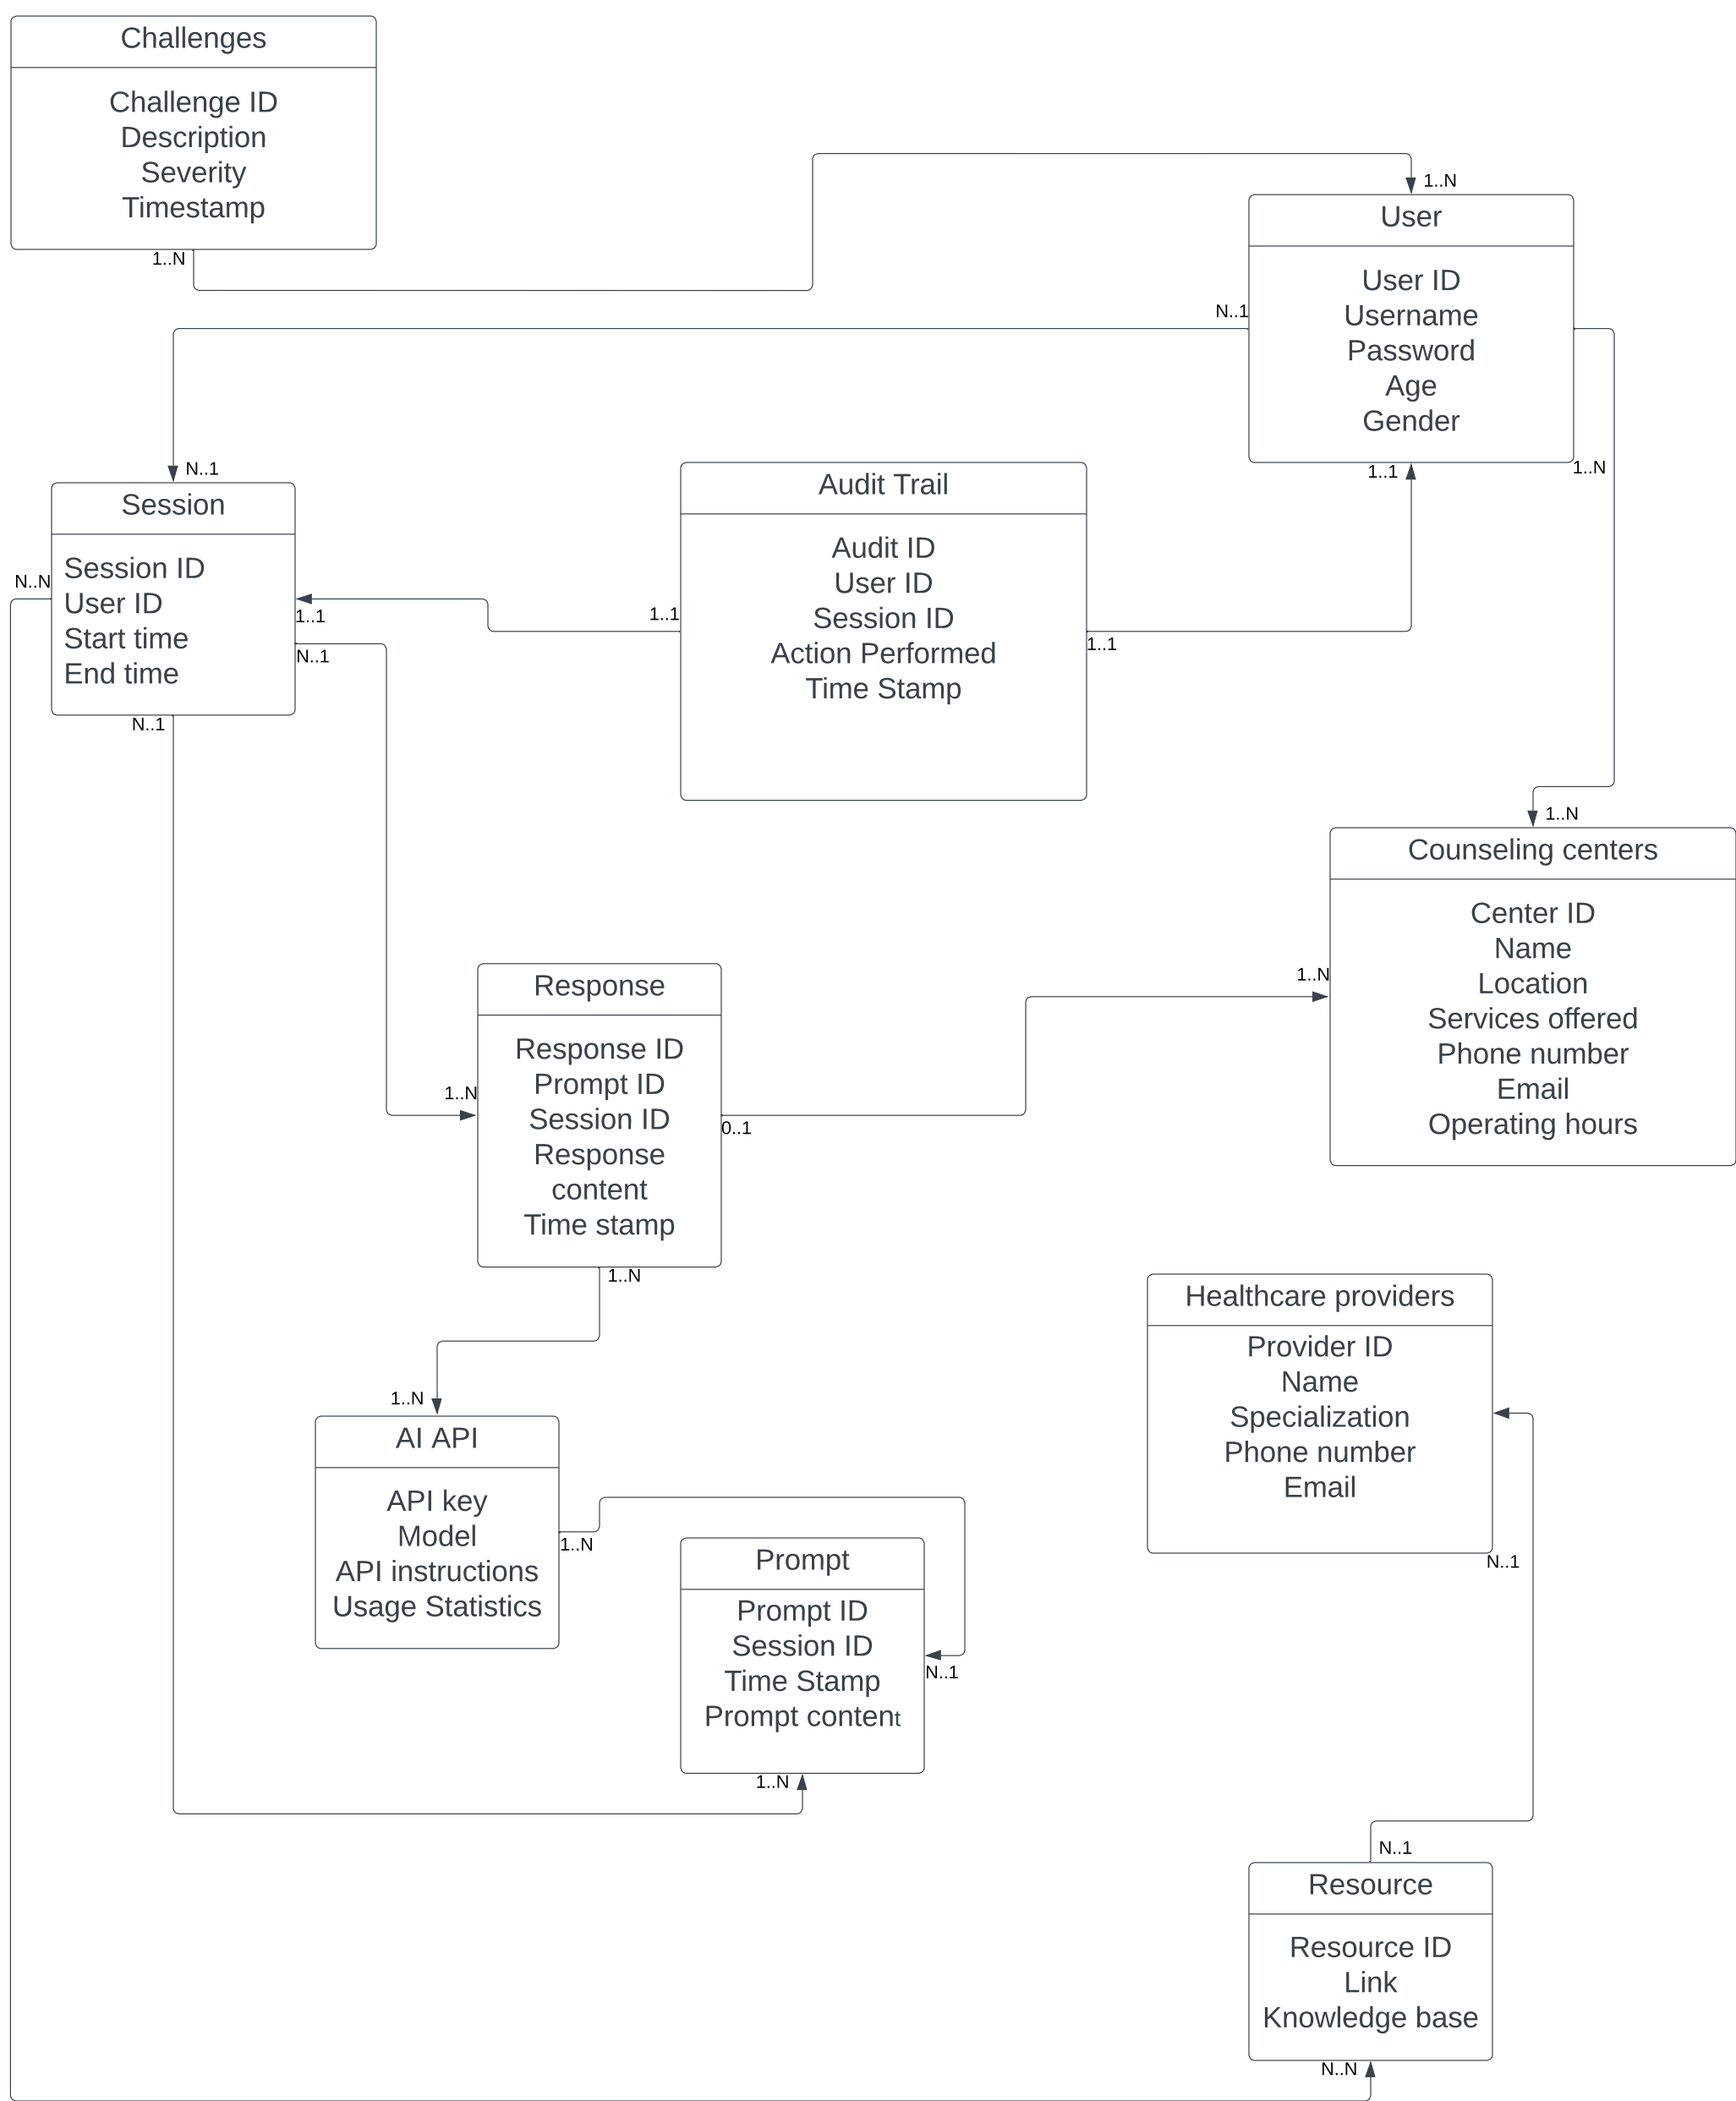 Challenges
Challenge ID
Description
Severity
Timestamp
1..N
1..N
User
User ID
Username
Password
Age
Gender
N..1
1..1
1..N
N..1
Session
Session ID
User ID
Start time
End time
N..N
1..1
N..1
N..1
Audit Trail
Audit ID
User ID
Session ID
Action Performed
Time Stamp
1..1
1..1
1..N
Counseling centers
Center ID
Name
Location
Services offered
Phone number
Email
Operating hours
1..N
Response
Response ID
Prompt ID
Session ID
Response
content
Time stamp
1..N
0..1
1..N
Healthcare providers
Provider ID
Name
Specialization
Phone number
Email
N..1
1..N
AI API
API key
Model
API instructions
Usage Statistics
1..N
Prompt
Prompt ID
Session ID
Time Stamp
Prompt content
N..1
1..N
N..1
Resource
Resource ID
Link
Knowledge base
N..N